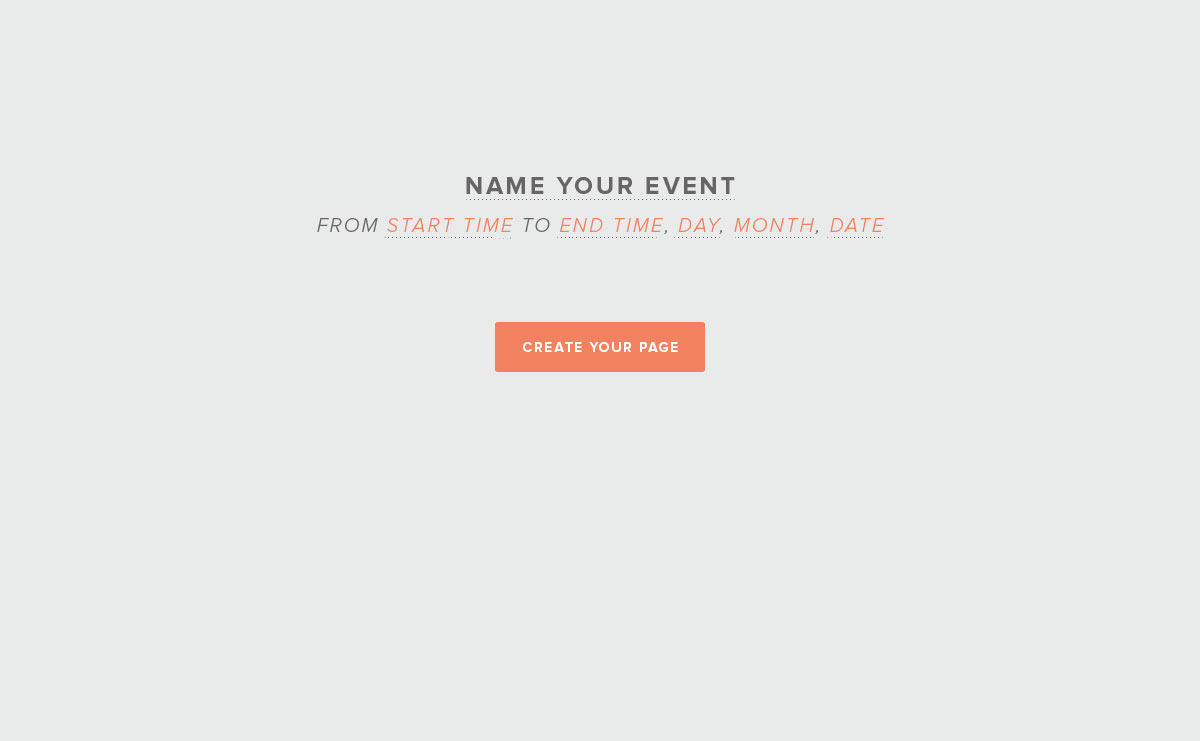 NAME YOUR EVENT
FROM START TIME TO END TIME, DAY, MONTH, DATE
CREATE YOUR PAGE